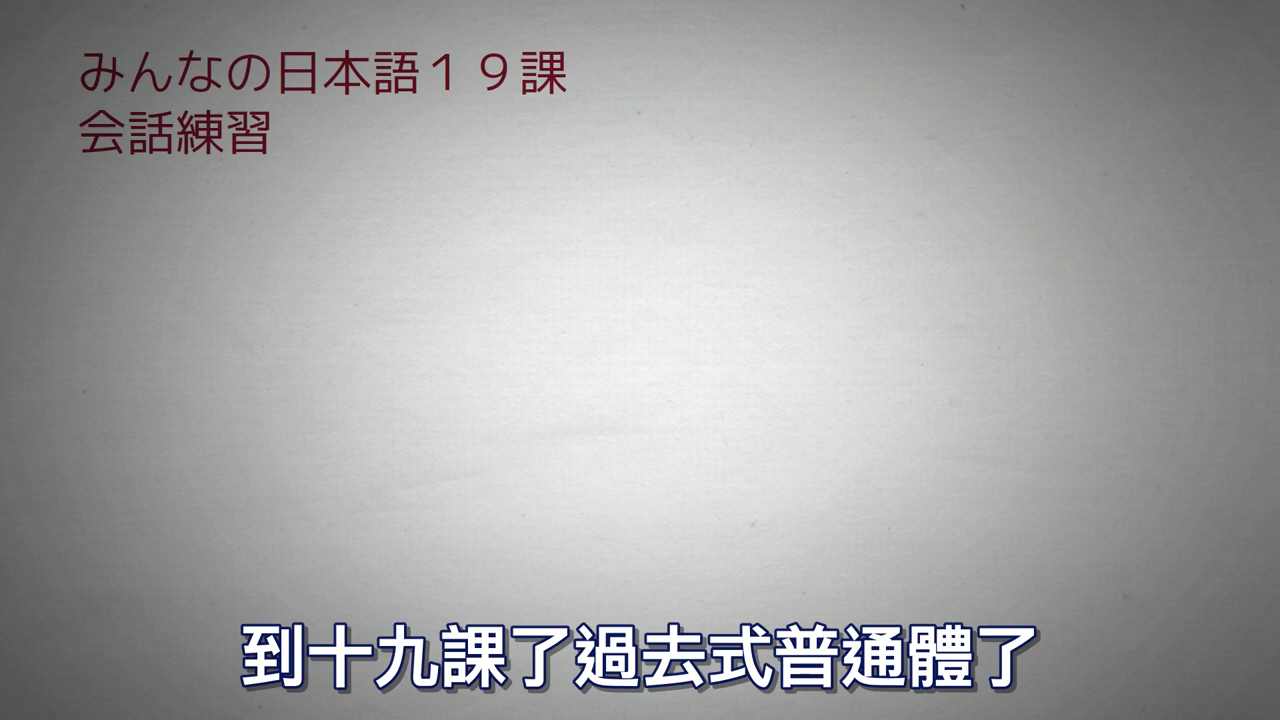 みんなの日本語１９課
会話練習
到十九課了過去式普通體了